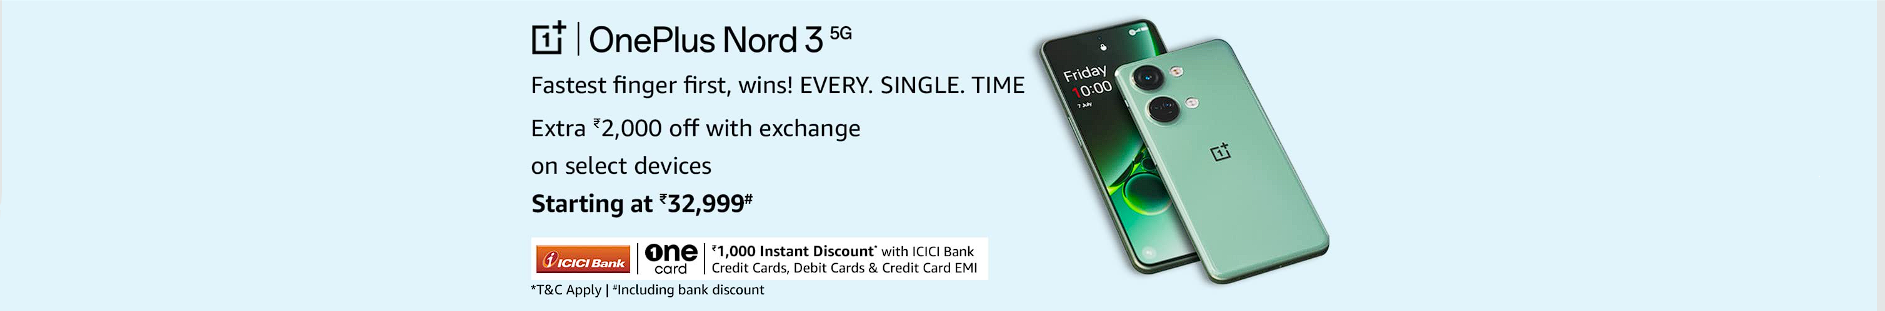 OnePlus Nord 3 5G
Fastest finger first, wins! EVERY. SINGLE. TIME
Extra ₹2,000 off with exchange
on select devices
Starting at ₹32,999#
ICICI Bank
one card
₹1,000 Instant Discount* with ICICI Bank
Credit Cards, Debit Cards & Credit Card EMI
*T&C Apply | #Including bank discount
Friday
10:00
7 July